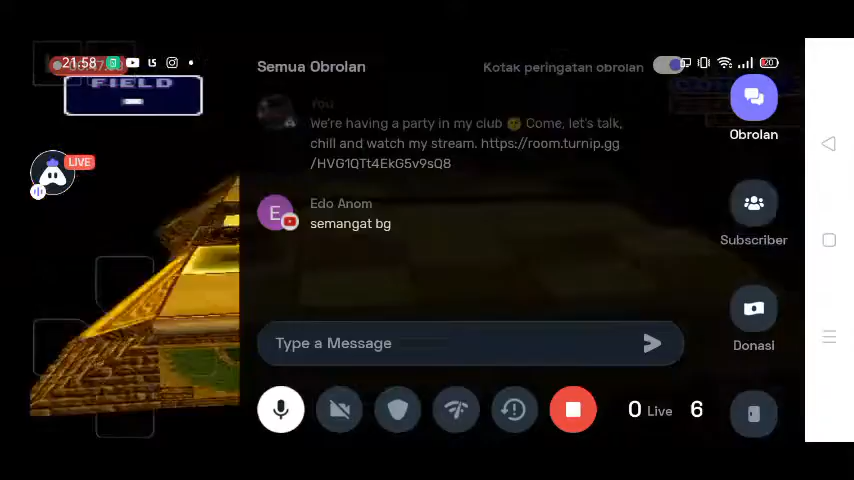 21:58
FIELD
LIVE
Semua Obrolan
Kotak peringatan obrolan
20
Obrolan
You
We're having a party in my club 🥳 Come, let's talk,
chill and watch my stream. https://room.turnip.gg
/HVG1QTt4EkG5v9sQ8
E
Edo Anom
semangat bg
Subscriber
Donasi
Type a Message
0 Live 6